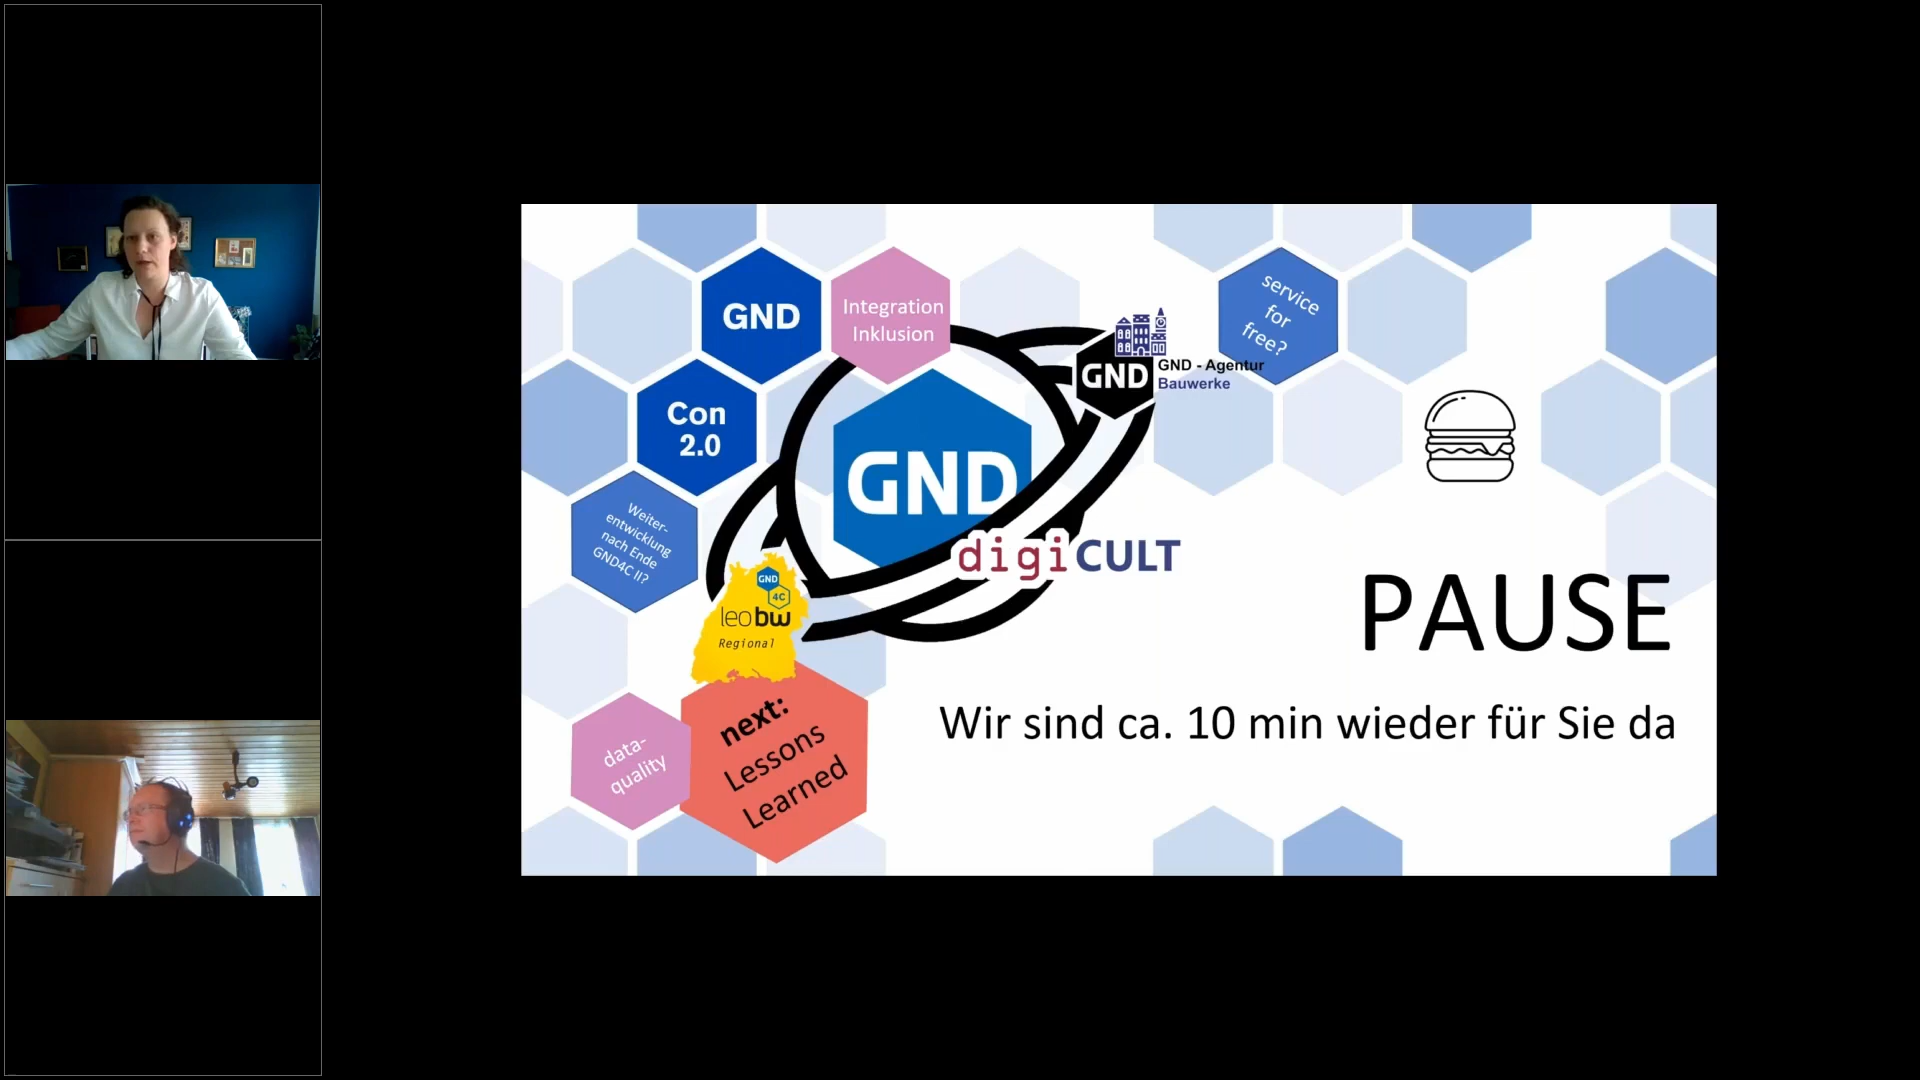 GND
Integration
Inklusion
service
for
free?
GND
GND - Agentur
Bauwerke
Con
2.0
GND
Weiter-
entwicklung
nach Ende
GND4C II?
digiCULT
GND
4C
leobw
Regional
PAUSE
next:
Lessons
Learned
Wir sind ca. 10 min wieder für Sie da
data-
quality